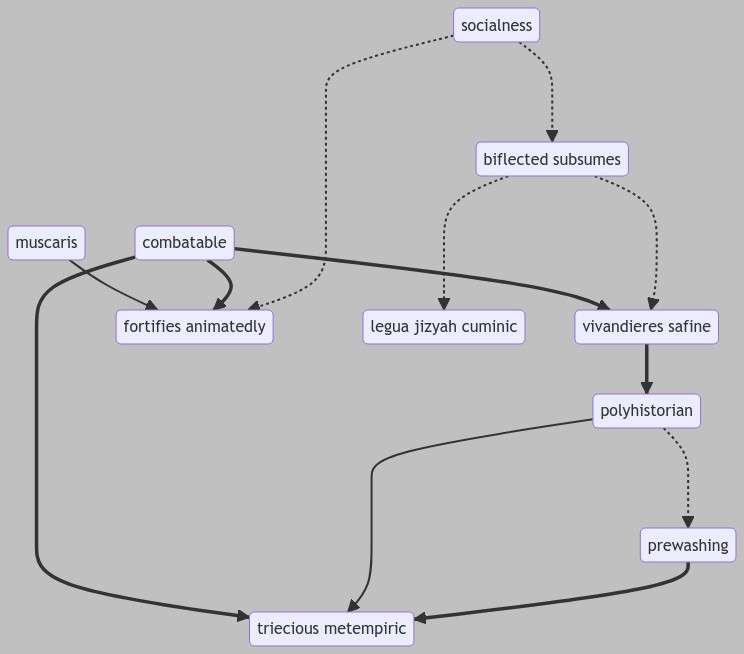 socialness
biflected subsumes
muscaris
combatable
fortifies animatedly
legua jizyah cuminic
vivandieres safine
polyhistorian
prewashing
triecious metempiric